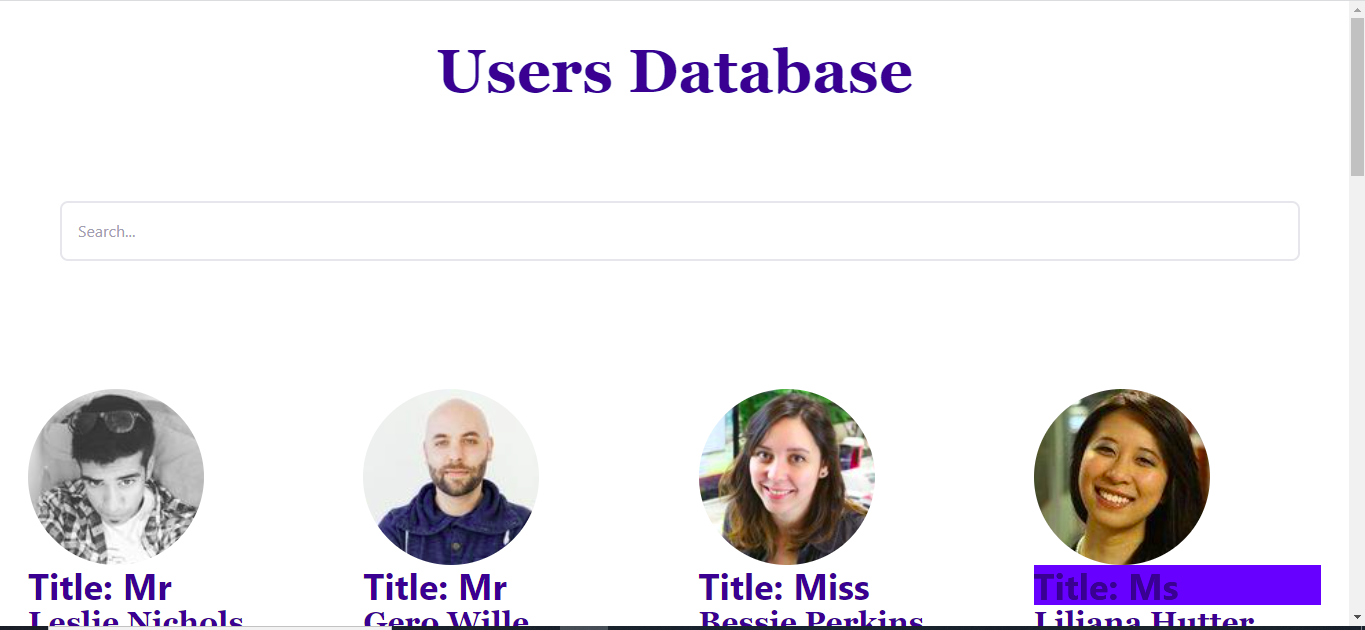 Users Database
Search...
Title: Mr
Leslie Nichols
Title: Mr
Gero Wille
Title: Miss
Bessie Perkins
Title: Ms
Liliana Hutter